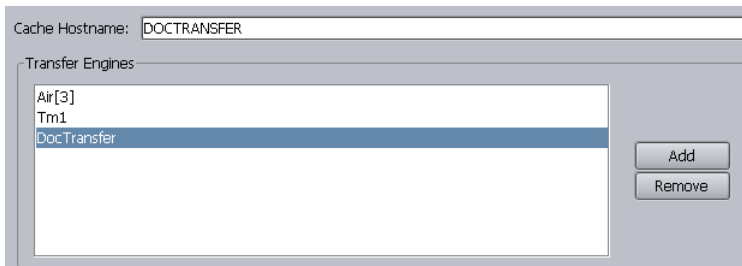 Cache Hostname: DOCTRANSFER
Transfer Engines
Air[3]
Tm1
DocTransfer
Add
Remove